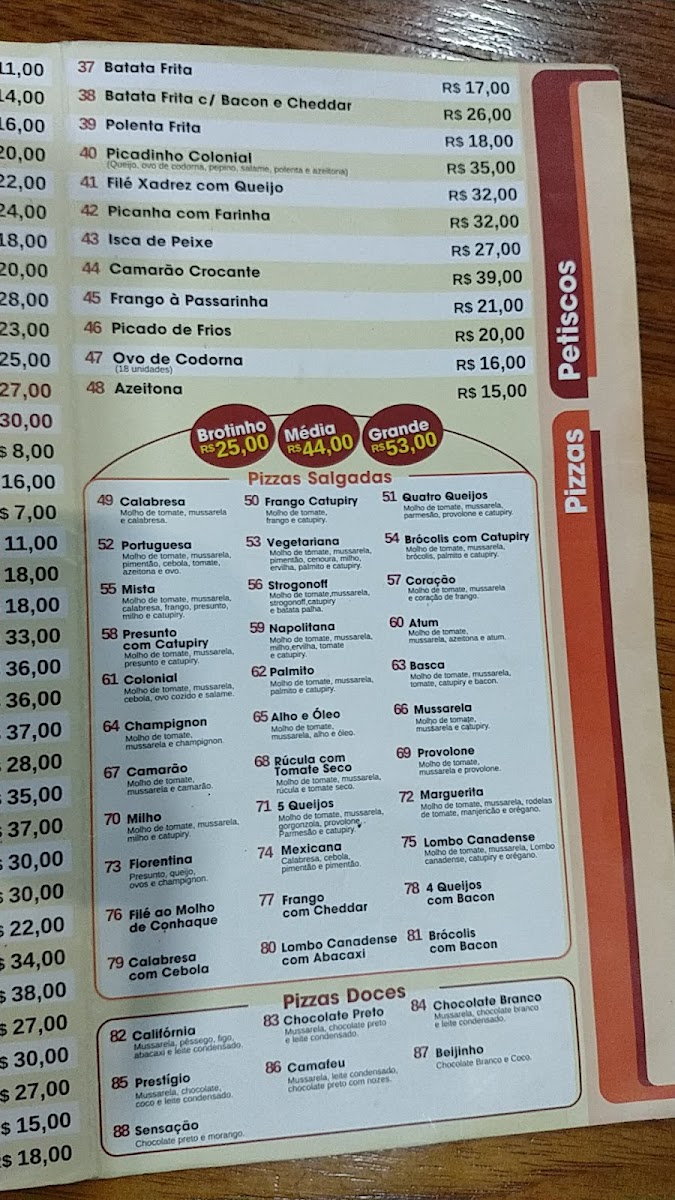 11,00
14,00
16,00
20,00
22,00
24,00
18,00
20,00
28,00
23,00
25,00
27,00
30,00
$ 8,00
16,00
$ 7,00
11,00
18,00
18,00
33,00
36,00
36,00
37,00
28,00
35,00
37,00
30,00
30,00
22,00
$ 34,00
$ 38,00
$ 27,00
$ 30,00
$ 27,00
$ 15,00
R$ 18,00
37 Batata Frita R$ 17,00
38 Batata Frita c/ Bacon e Cheddar R$ 26,00
39 Polenta Frita R$ 18,00
40 Picadinho Colonial R$ 35,00
(Queijo, ovo de codorna, pepino, salame, polenta e azeitona)
41 Filé Xadrez com Queijo R$ 32,00
42 Picanha com Farinha R$ 32,00
43 Isca de Peixe R$ 27,00
44 Camarão Crocante R$ 39,00
45 Frango à Passarinha R$ 21,00
46 Picado de Frios R$ 20,00
47 Ovo de Codorna R$ 16,00
(18 unidades)
48 Azeitona R$ 15,00
Petiscos
Pizzas
Brotinho
R$25,00
Média
R$44,00
Grande
R$53,00
Pizzas Salgadas
49 Calabresa
Molho de tomate, mussarela
e calabresa.
50 Frango Catupiry
Molho de tomate,
frango e catupiry.
51 Quatro Queijos
Molho de tomate, mussarela,
parmesão, provolone e catupiry.
52 Portuguesa
Molho de tomate, mussarela,
pimentão, cebola, tomate,
azeitona e ovo.
53 Vegetariana
Molho de tomate, mussarela,
pimentão, cenoura, milho,
ervilha, palmito e catupiry.
54 Brócolis com Catupiry
Molho de tomate, mussarela,
brócolis, palmito e catupiry.
55 Mista
Molho de tomate, mussarela,
calabresa, frango, presunto,
milho e catupiry.
56 Strogonoff
Molho de tomate,mussarela,
strogonoff,catupiry
e batata palha.
57 Coração
Molho de tomate, mussarela
e coração de frango.
58 Presunto
com Catupiry
Molho de tomate, mussarela,
presunto e catupiry.
59 Napolitana
Molho de tomate, mussarela,
milho,ervilha, tomate
e catupiry.
60 Atum
Molho de tomate,
mussarela, azeitona e atum.
61 Colonial
Molho de tomate, mussarela,
cebola, ovo cozido e salame.
62 Palmito
Molho de tomate, mussarela,
palmito e catupiry.
63 Basca
Molho de tomate, mussarela,
tomate, catupiry e bacon.
64 Champignon
Molho de tomate,
mussarela e champignon.
65 Alho e Óleo
Molho de tomate,
mussarela, alho e óleo.
66 Mussarela
Molho de tomate,
mussarela e catupiry.
67 Camarão
Molho de tomate,
mussarela e camarão.
68 Rúcula com
Tomate Seco
Molho de tomate, mussarela,
rúcula e tomate seco.
69 Provolone
Molho de tomate,
mussarela e provolone.
70 Milho
Molho de tomate, mussarela,
milho e catupiry.
71 5 Queijos
Molho de tomate, mussarela,
gorgonzola, provolone,
Parmesão e catupiry.
72 Marguerita
Molho de tomate, mussarela, rodelas
de tomate, manjericão e orégano.
73 Fiorentina
Presunto, queijo,
ovos e champignon.
74 Mexicana
Calabresa, cebola,
pimentão e pimentão.
75 Lombo Canadense
Molho de tomate, mussarela, Lombo
canadense, catupiry e orégano.
76 Filé ao Molho
de Conhaque
77 Frango
com Cheddar
78 4 Queijos
com Bacon
79 Calabresa
com Cebola
80 Lombo Canadense
com Abacaxi
81 Brócolis
com Bacon
Pizzas Doces
82 Califórnia
Mussarela, pêssego, figo,
abacaxi e leite condensado.
83 Chocolate Preto
Mussarela, chocolate preto
e leite condensado.
84 Chocolate Branco
Mussarela, chocolate branco
e leite condensado.
85 Prestígio
Mussarela, chocolate,
coco e leite condensado.
86 Camafeu
Mussarela, leite condensado,
chocolate preto com nozes.
87 Beijinho
Chocolate Branco e Coco.
88 Sensação
Chocolate preto e morango.